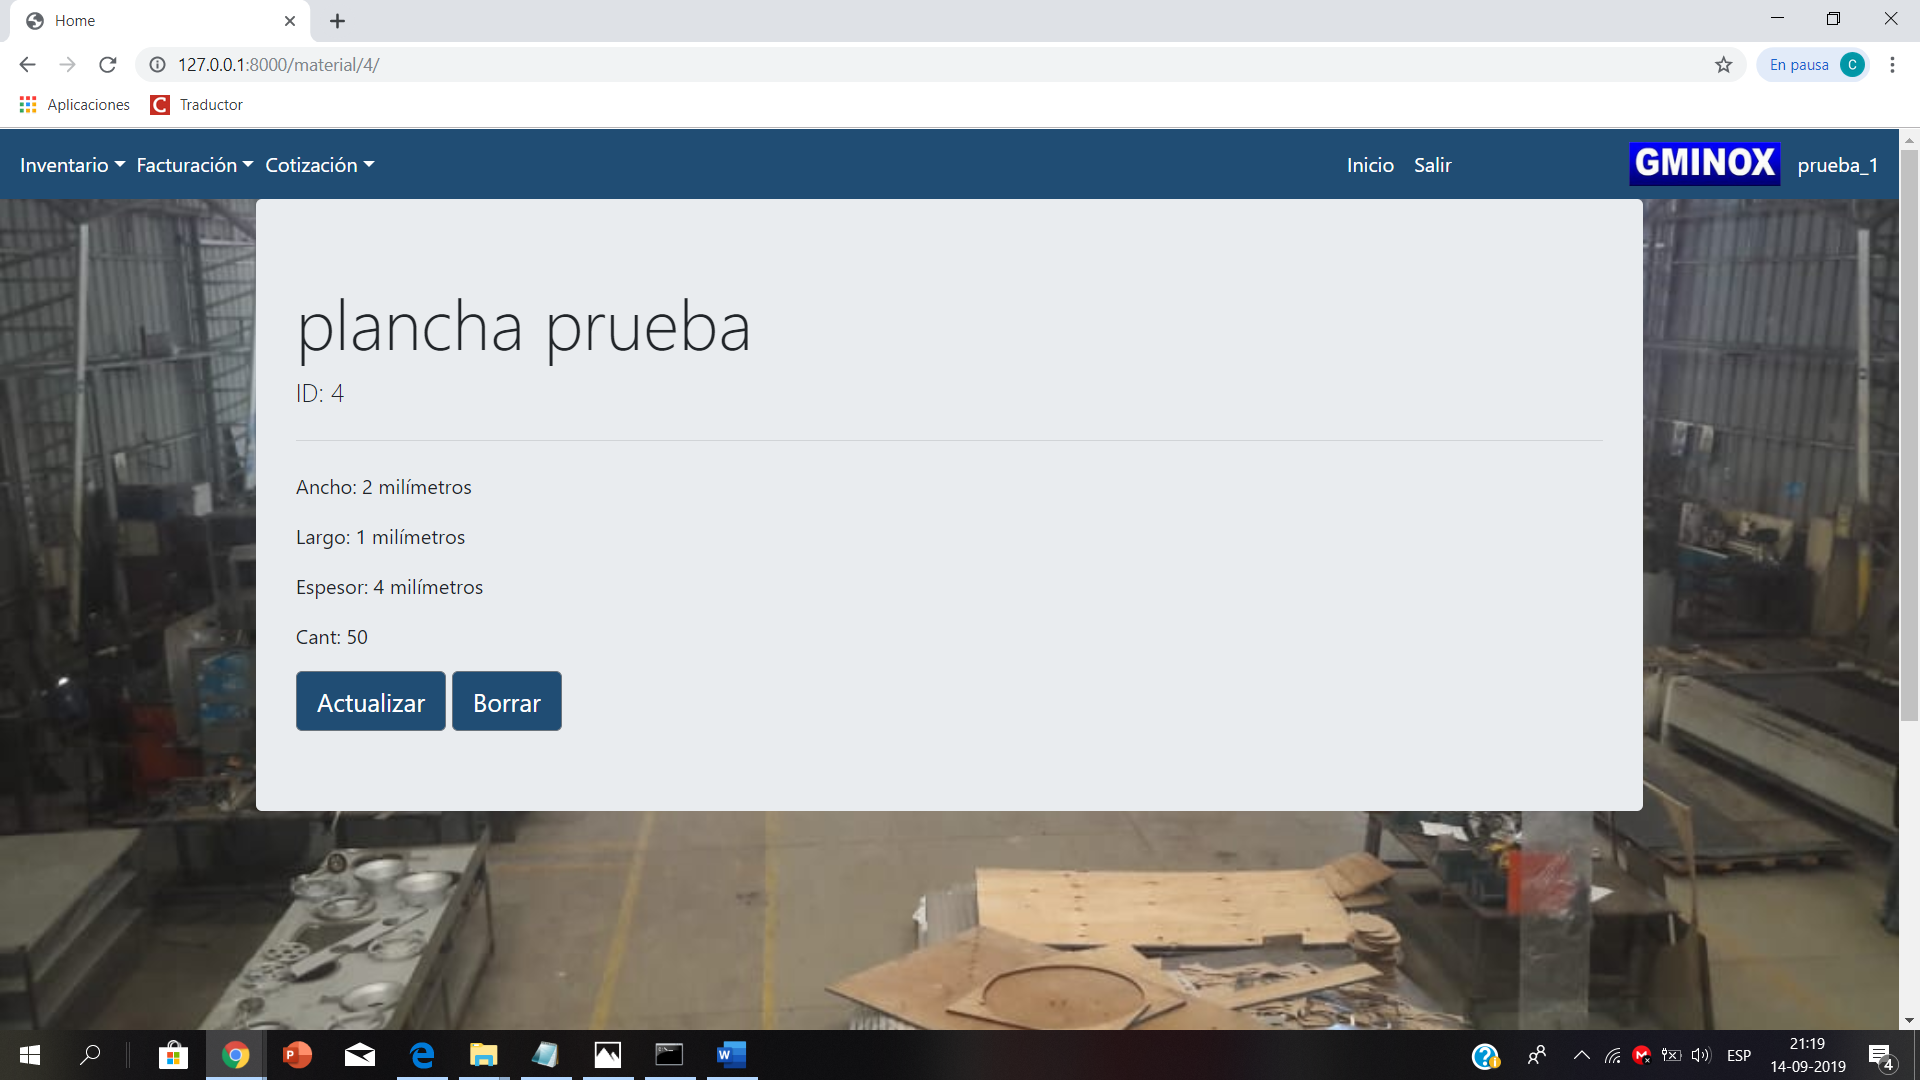 Home
127.0.0.1:8000/material/4/
En pausa C
Aplicaciones C Traductor
Inventario Facturación Cotización Inicio Salir GMINOX prueba_1
plancha prueba
ID: 4
Ancho: 2 milímetros
Largo: 1 milímetros
Espesor: 4 milímetros
Cant: 50
Actualizar Borrar
ESP
21:19
14-09-2019
4